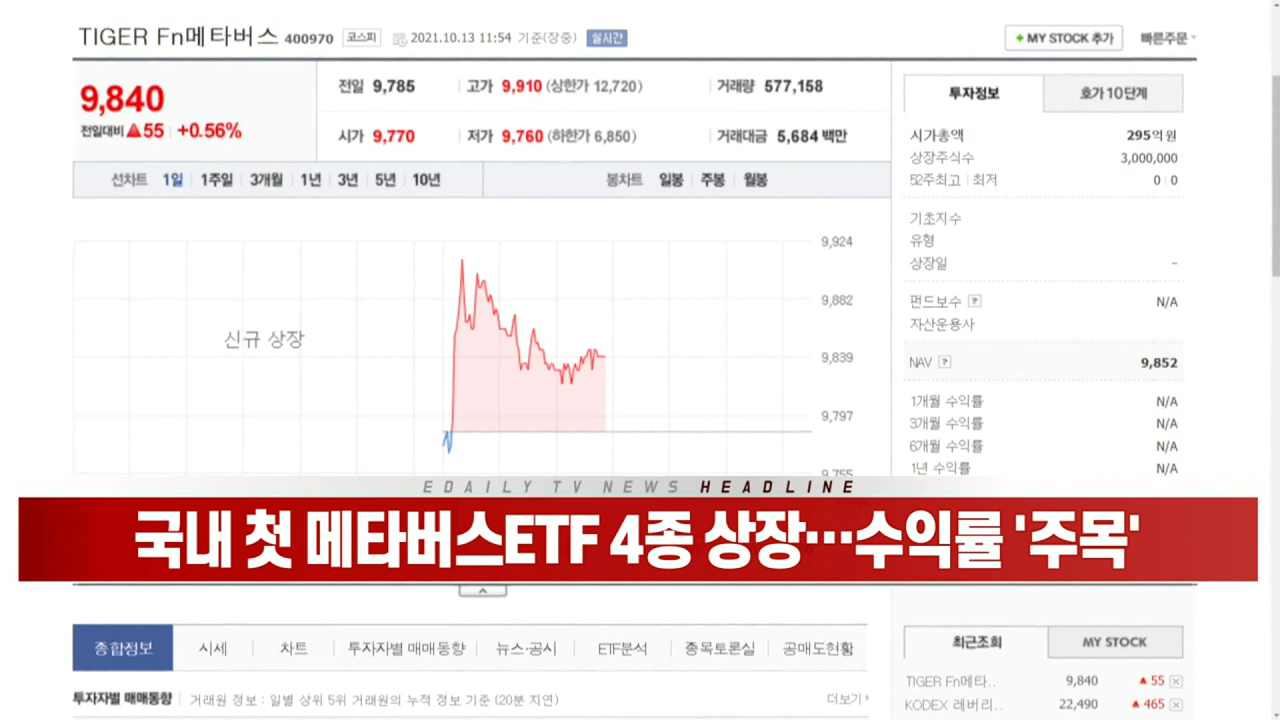 TIGER Fn메타버스 400970 코스피 2021.10.13 11:54 기준(장중) 실시간 + MY STOCK 추가 빠른주문
9,840
전일대비 ▲55 +0.56%
전일 9,785 고가 9,910 (상한가 12,720) 거래량 577,158
시가 9,770 저가 9,760 (하한가 6,850) 거래대금 5,684 백만
선차트 1일 1주일 3개월 1년 3년 5년 10년 봉차트 일봉 주봉 월봉
신규 상장
9,924
9,882
9,839
9,797
9,755
투자정보 호가 10단계
시가총액 295억원
상장주식수 3,000,000
52주최고 최저 0 0
기초지수
유형
상장일 -
펀드보수 ? N/A
자산운용사
NAV ? 9,852
1개월 수익률 N/A
3개월 수익률 N/A
6개월 수익률 N/A
1년 수익률 N/A
EDAILY TV NEWS HEADLINE
국내 첫 메타버스ETF 4종 상장…수익률 '주목'
종합정보 시세 차트 투자자별 매매동향 뉴스·공시 ETF분석 종목토론실 공매도현황
투자자별 매매동향 거래원 정보 : 일별 상위 5위 거래원의 누적 정보 기준 (20분 지연) 더보기
최근조회 MY STOCK
TIGER Fn메타.. 9,840 ▲55
KODEX 레버리.. 22,490 ▲465